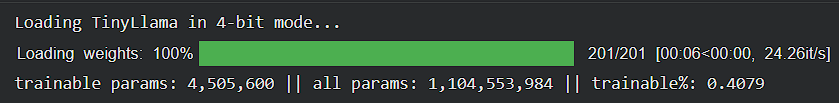 Loading TinyLlama in 4-bit mode...
Loading weights: 100% 201/201 [00:06<00:00, 24.26it/s]
trainable params: 4,505,600 || all params: 1,104,553,984 || trainable%: 0.4079